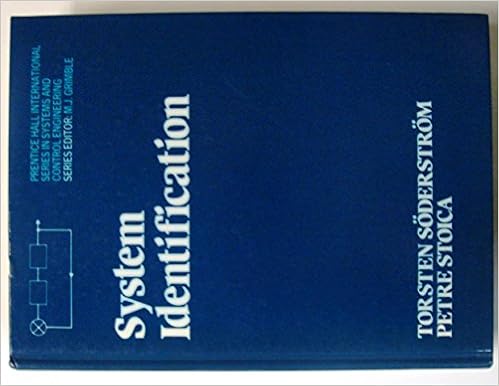 PRENTICE HALL INTERNATIONAL
SERIES IN SYSTEMS AND
CONTROL ENGINEERING
SERIES EDITOR: M.J. GRIMBLE
System
Identification
TORSTEN SÖDERSTRÖM
PETRE STOICA